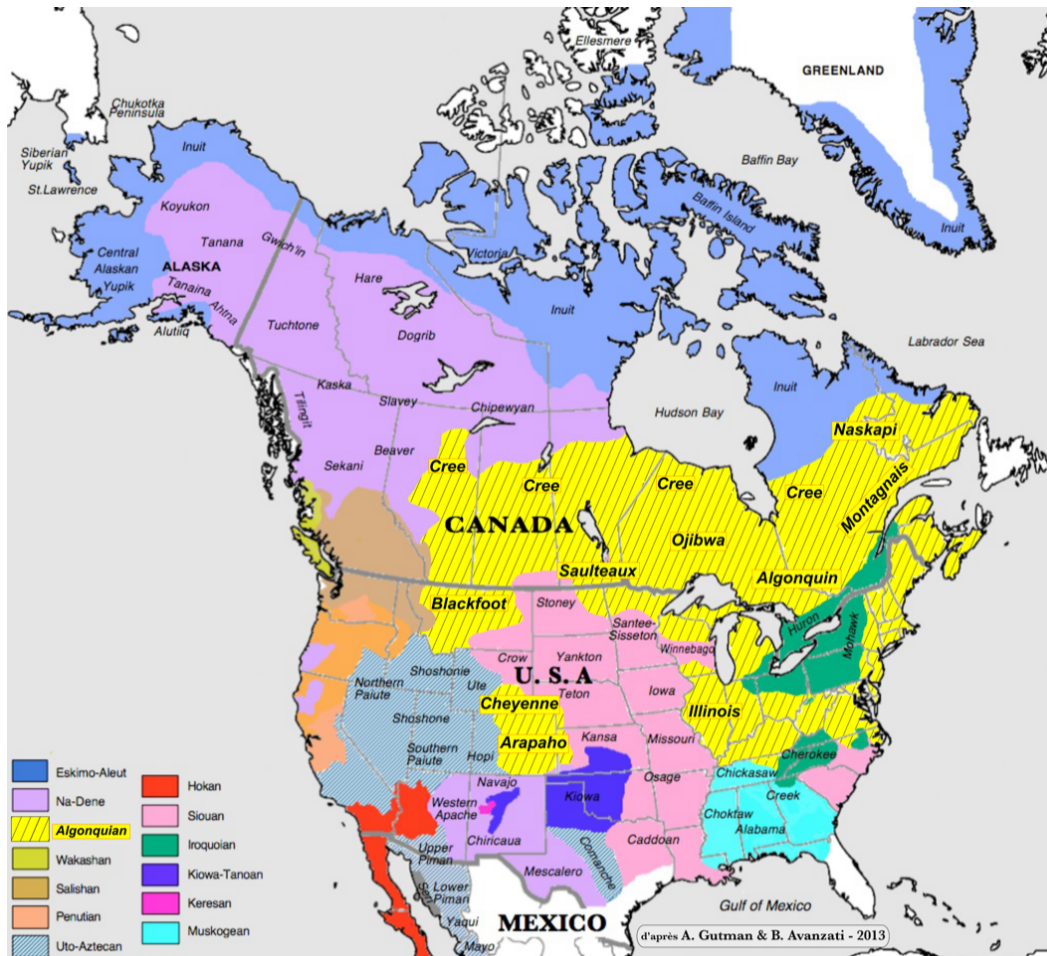 Ellesmere
GREENLAND
Chukotka
Peninsula
Inuit
Siberian
Yupik
St.Lawrence
Baffin Bay
Baffin Island
Koyukon
Tanana
Gwich'in
Inuit
Central
Alaskan
Yupik
ALASKA
Tanaina
Ahtna
Alutiiq
Hare
Victoria
Tuchtone
Dogrib
Inuit
Labrador Sea
Kaska
Tlingit
Slavey
Chipewyan
Hudson Bay
Inuit
Naskapi
Beaver
Sekani
Cree
Cree
Cree
Cree
Montagnais
CANADA
Ojibwa
Saulteaux
Algonquin
Blackfoot
Stoney
Santee-
Sisseton
Huron
Mohawk
Winnebago
Shoshonie
Crow
Yankton
U. S. A
Northern
Paiute
Ute
Teton
Iowa
Cheyenne
Illinois
Shoshone
Arapaho
Kansa
Missouri
Southern
Paiute
Hopi
Cherokee
Navajo
Osage
Chickasaw
Western
Apache
Kiowa
Creek
Choktaw
Alabama
Chiricaua
Caddoan
Comanche
Upper
Piman
Mescalero
Seri
Lower
Piman
Yaqui
Mayo
MEXICO
Gulf of Mexico
d'après A. Gutman & B. Avanzati - 2013
Eskimo-Aleut
Na-Dene
Algonquian
Wakashan
Salishan
Penutian
Uto-Aztecan
Hokan
Siouan
Iroquoian
Kiowa-Tanoan
Keresan
Muskogean